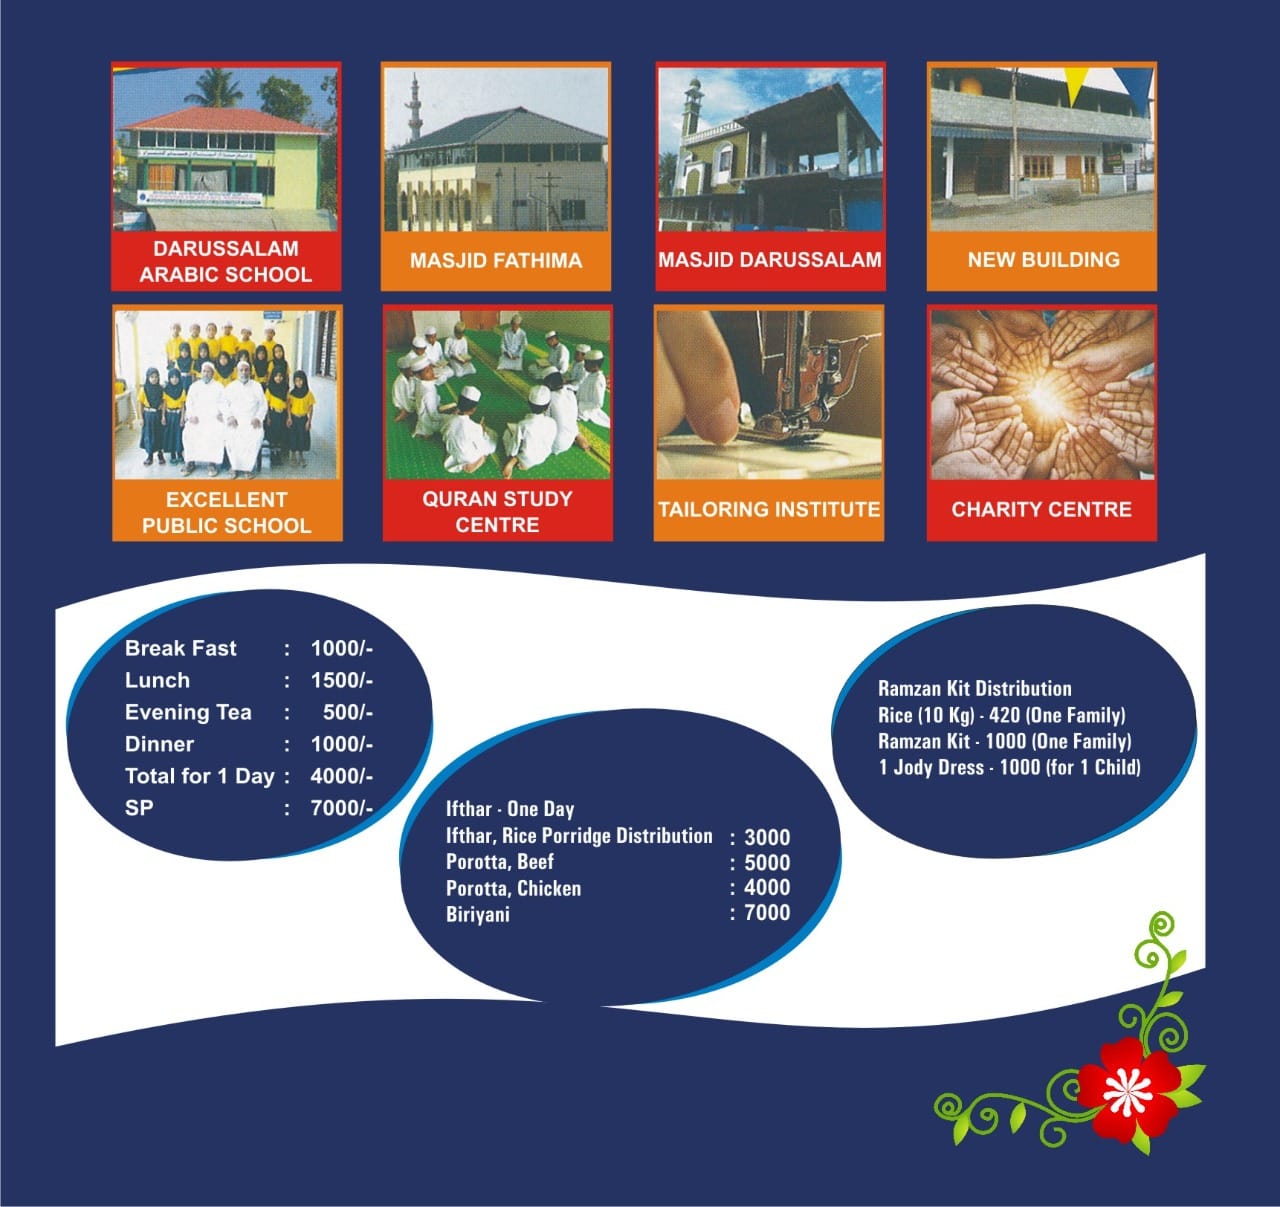 DARUSSALAM
ARABIC SCHOOL
MASJID FATHIMA
MASJID DARUSSALAM
NEW BUILDING
EXCELLENT
PUBLIC SCHOOL
QURAN STUDY
CENTRE
TAILORING INSTITUTE
CHARITY CENTRE
Break Fast : 1000/-
Lunch : 1500/-
Evening Tea : 500/-
Dinner : 1000/-
Total for 1 Day : 4000/-
SP : 7000/-
Ifthar - One Day
Ifthar, Rice Porridge Distribution : 3000
Porotta, Beef : 5000
Porotta, Chicken : 4000
Biriyani : 7000
Ramzan Kit Distribution
Rice (10 Kg) - 420 (One Family)
Ramzan Kit - 1000 (One Family)
1 Jody Dress - 1000 (for 1 Child)